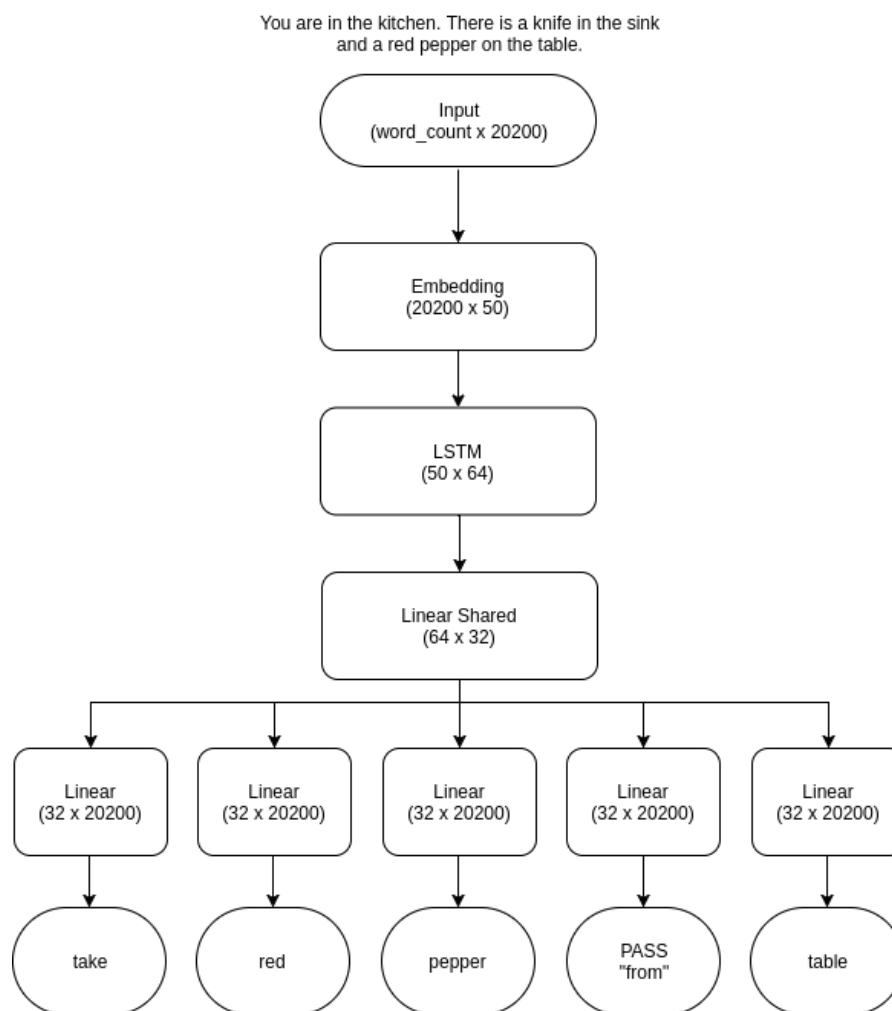 You are in the kitchen. There is a knife in the sink
and a red pepper on the table.
Input
(word_count x 20200)
Embedding
(20200 x 50)
LSTM
(50 x 64)
Linear Shared
(64 x 32)
Linear
(32 x 20200)
Linear
(32 x 20200)
Linear
(32 x 20200)
Linear
(32 x 20200)
Linear
(32 x 20200)
take
red
pepper
PASS
"from"
table